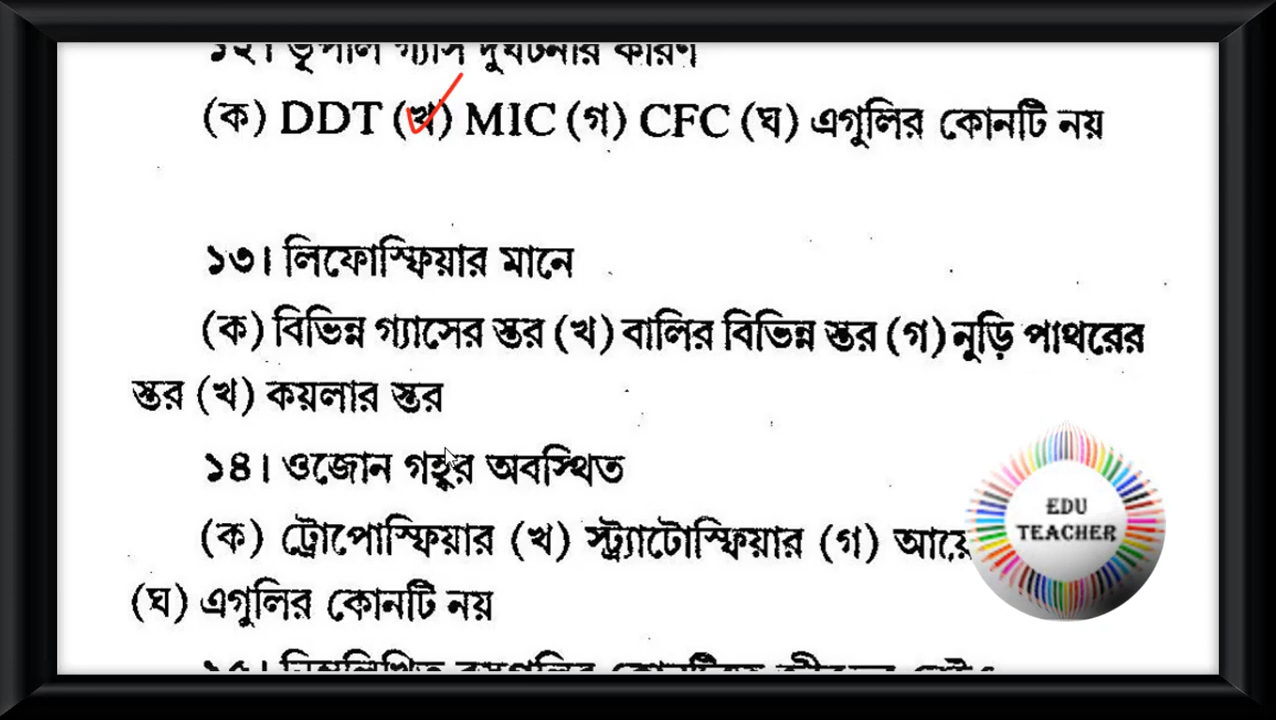 ১২। ভূপাল গ্যাস দুর্ঘটনার কারণ
(ক) DDT (খ) MIC (গ) CFC (ঘ) এগুলির কোনটি নয়
১৩। লিফোস্ফিয়ার মানে
(ক) বিভিন্ন গ্যাসের স্তর (খ) বালির বিভিন্ন স্তর (গ) নুড়ি পাথরের
স্তর (খ) কয়লার স্তর
১৪। ওজোন গহ্বর অবস্থিত
(ক) ট্রোপোস্ফিয়ার (খ) স্ট্র্যাটোস্ফিয়ার (গ)
(ঘ) এগুলির কোনটি নয়
EDU
TEACHER